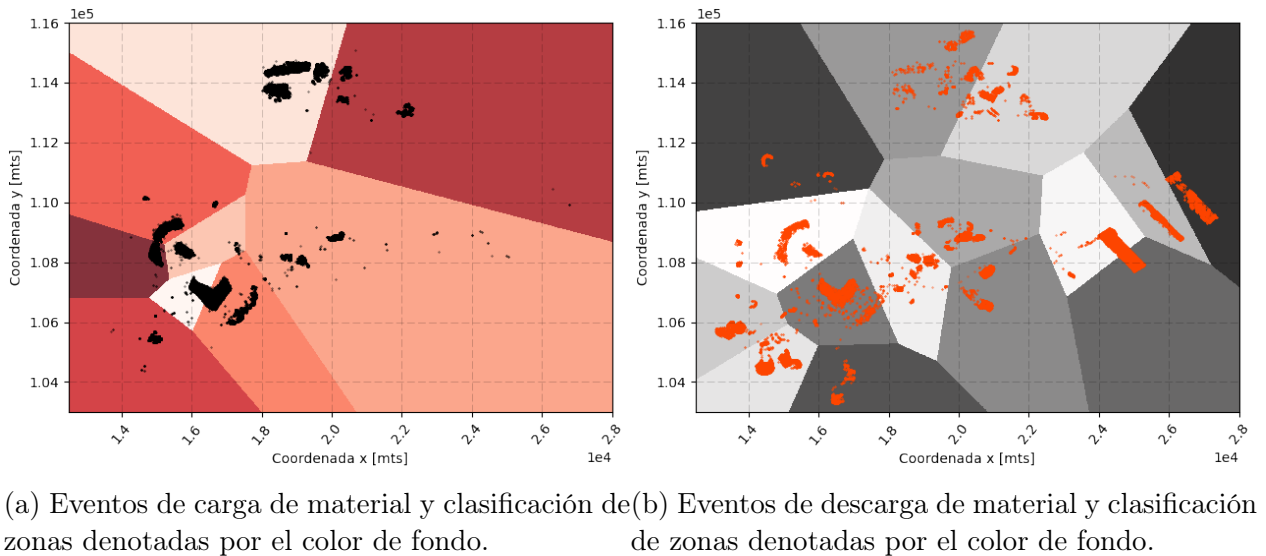 1e5
1.16
1.14
1.12
1.10
1.08
1.06
1.04
Coordenada y [mts]
1.4
1.6
1.8
2.0
2.2
2.4
2.6
2.8
Coordenada x [mts]
1e4
1e5
1.16
1.14
1.12
1.10
1.08
1.06
1.04
Coordenada y [mts]
1.4
1.6
1.8
2.0
2.2
2.4
2.6
2.8
Coordenada x [mts]
1e4
(a) Eventos de carga de material y clasificación de
zonas denotadas por el color de fondo.
(b) Eventos de descarga de material y clasificación
de zonas denotadas por el color de fondo.